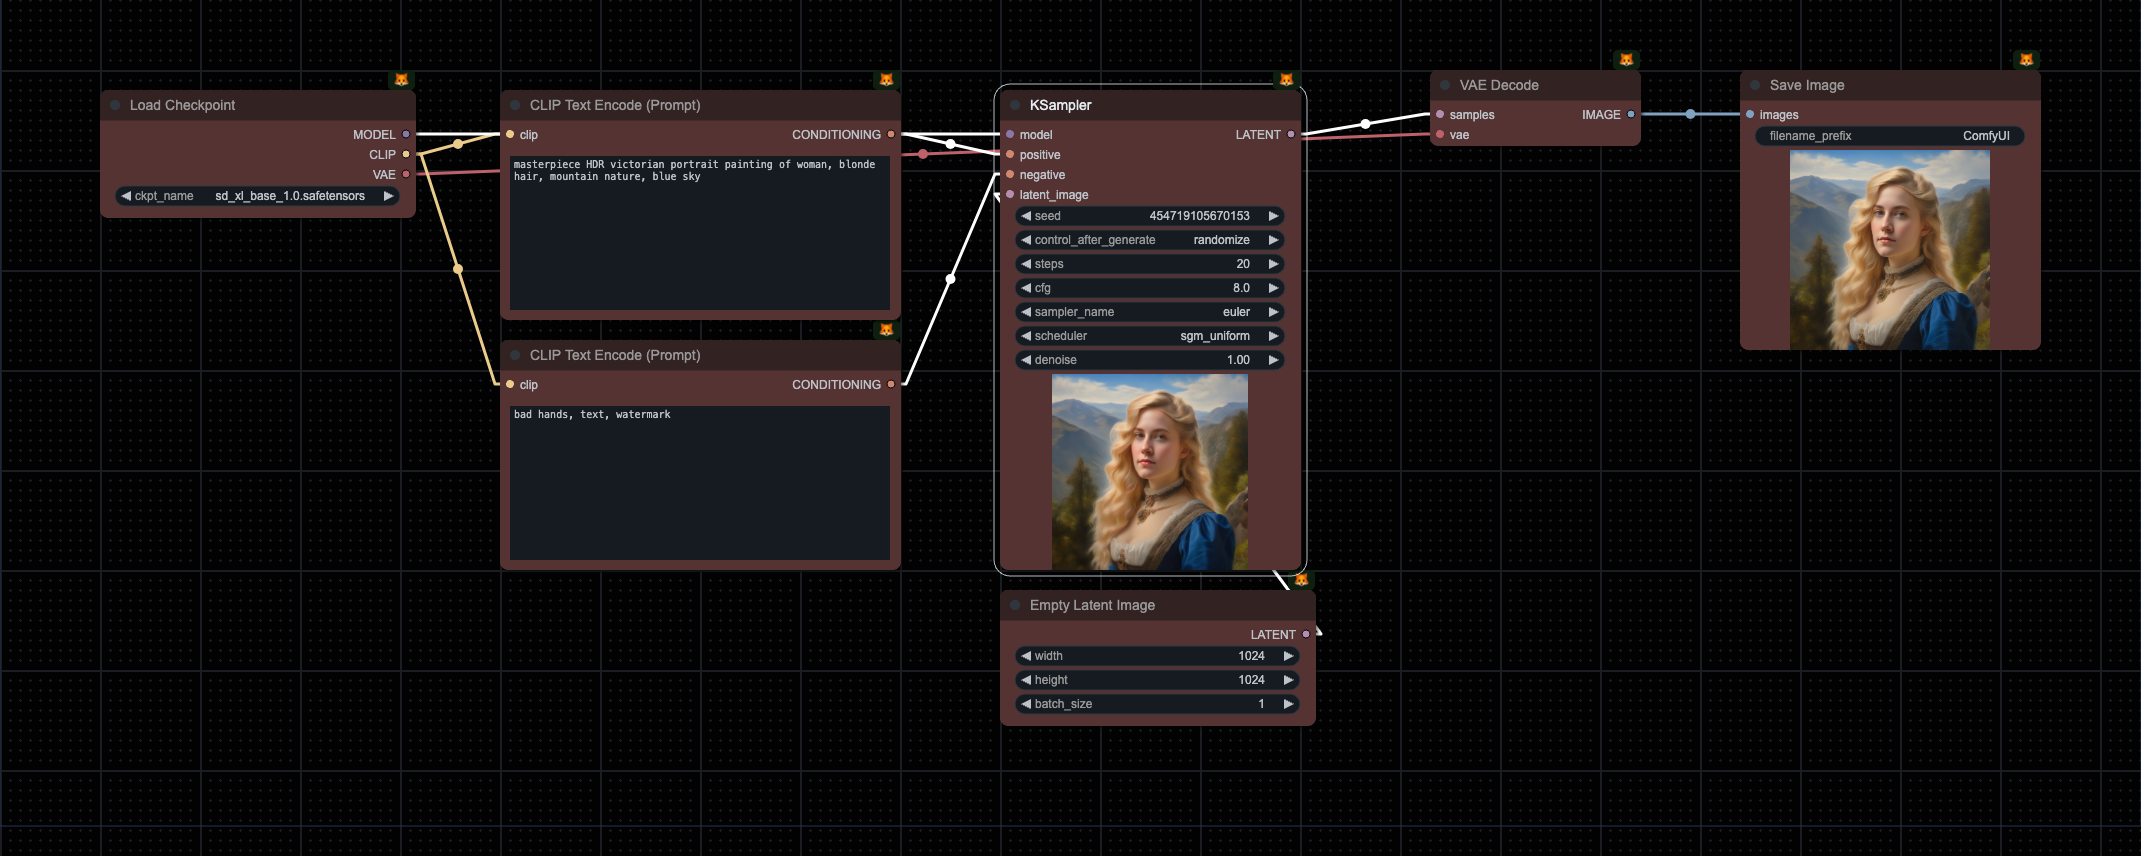 Load Checkpoint
MODEL
CLIP
VAE
ckpt_name sd_xl_base_1.0.safetensors
CLIP Text Encode (Prompt)
clip CONDITIONING
masterpiece HDR victorian portrait painting of woman, blonde
hair, mountain nature, blue sky
CLIP Text Encode (Prompt)
clip CONDITIONING
bad hands, text, watermark
KSampler
model LATENT
positive
negative
latent_image
seed 454719105670153
control_after_generate randomize
steps 20
cfg 8.0
sampler_name euler
scheduler sgm_uniform
denoise 1.00
Empty Latent Image
LATENT
width 1024
height 1024
batch_size 1
VAE Decode
samples IMAGE
vae
Save Image
images
filename_prefix ComfyUI